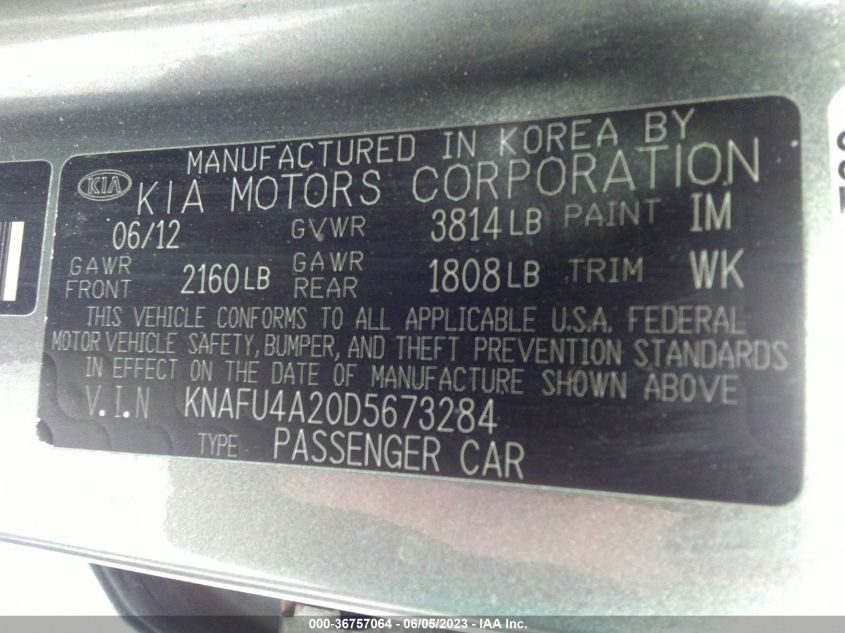 MANUFACTURED IN KOREA BY
KIA KIA MOTORS CORPORATION
06/12 GVWR 3814 LB PAINT IM
GAWR FRONT 2160 LB GAWR REAR 1808 LB TRIM WK
THIS VEHICLE CONFORMS TO ALL APPLICABLE U.S.A. FEDERAL
MOTOR VEHICLE SAFETY, BUMPER, AND THEFT PREVENTION STANDARDS
IN EFFECT ON THE DATE OF MANUFACTURE SHOWN ABOVE
V.I.N KNAFU4A20D5673284
TYPE PASSENGER CAR
000-36757064 - 06/05/2023 - IAA Inc.